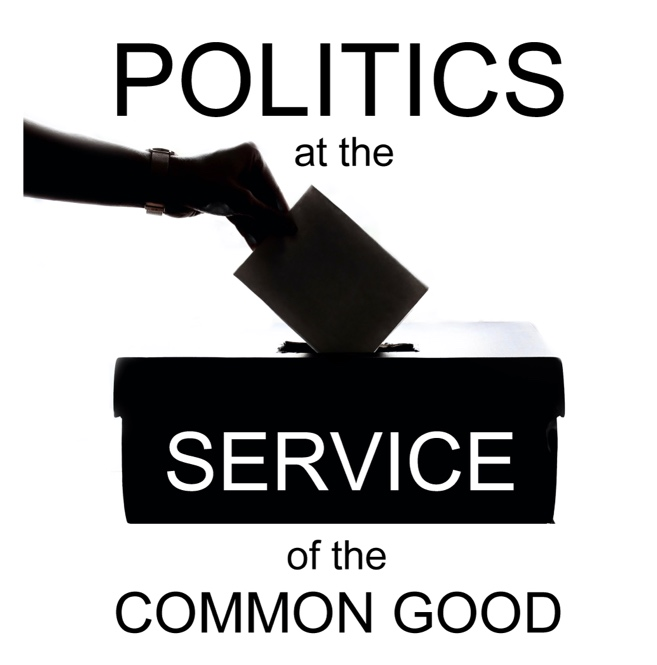 POLITICS
at the
SERVICE
of the
COMMON GOOD